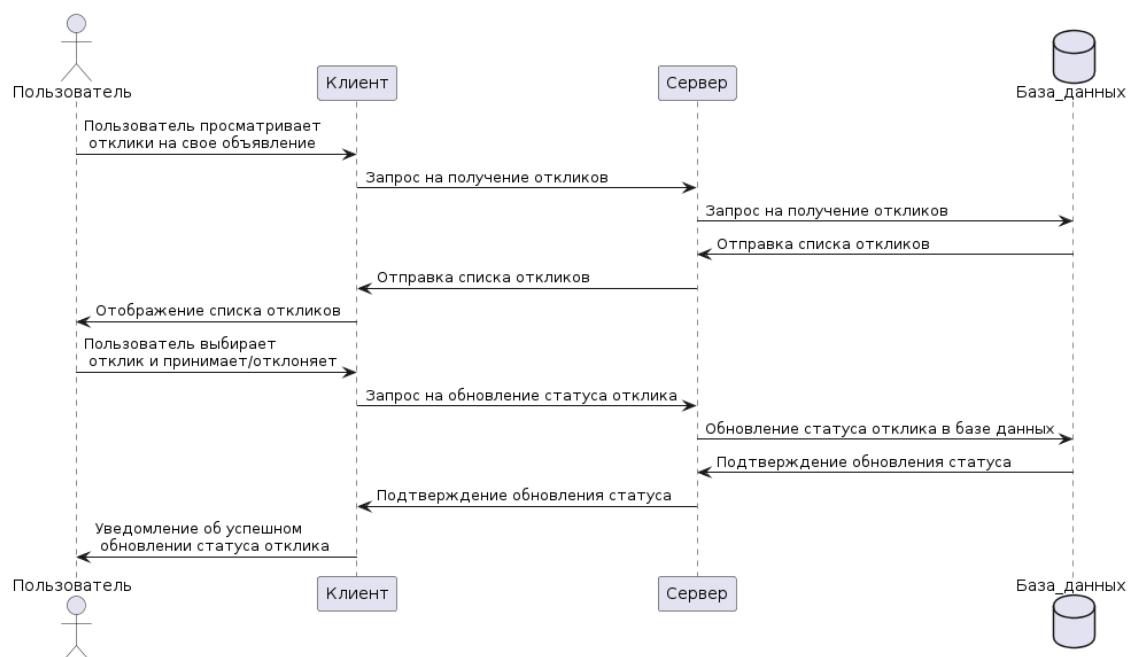 Пользователь
Клиент
Сервер
База_данных
Пользователь просматривает
отклики на свое объявление
Запрос на получение откликов
Запрос на получение откликов
Отправка списка откликов
Отправка списка откликов
Отображение списка откликов
Пользователь выбирает
отклик и принимает/отклоняет
Запрос на обновление статуса отклика
Обновление статуса отклика в базе данных
Подтверждение обновления статуса
Подтверждение обновления статуса
Уведомление об успешном
обновлении статуса отклика
Пользователь
Клиент
Сервер
База_данных